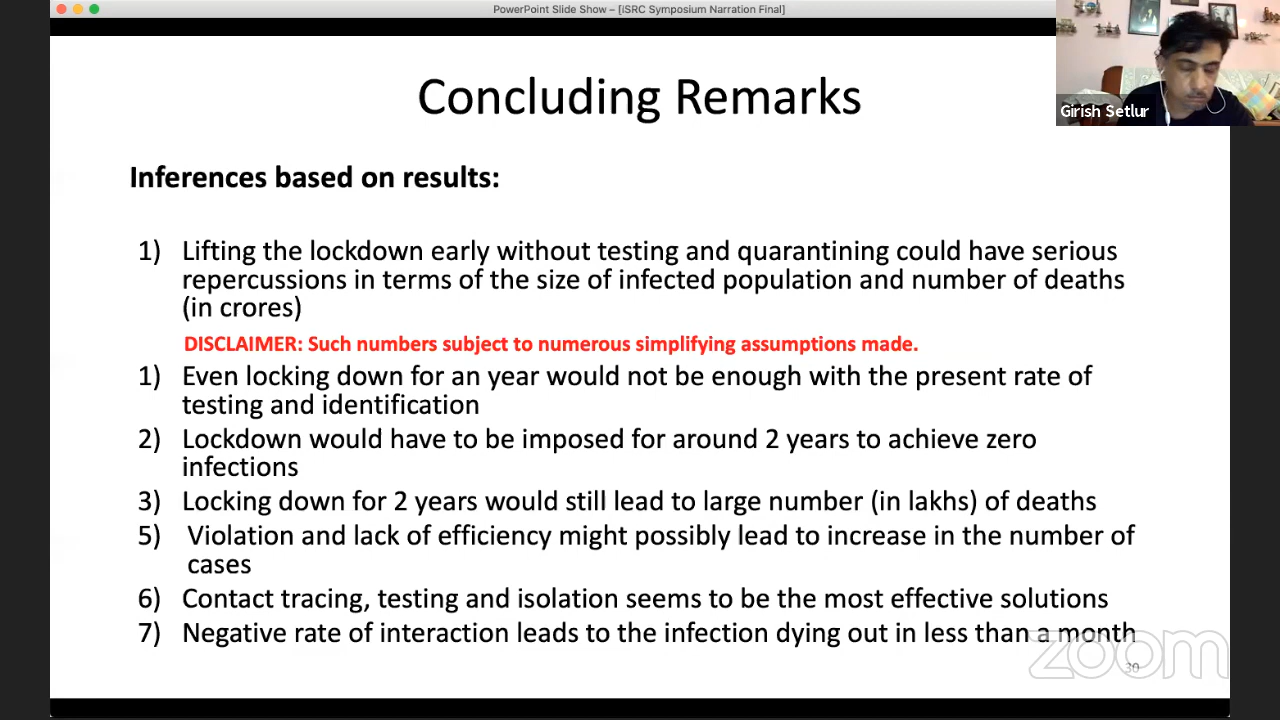 PowerPoint Slide Show – [iSRC Symposium Narration Final]
Girish Setlur
Concluding Remarks
Inferences based on results:
1) Lifting the lockdown early without testing and quarantining could have serious
repercussions in terms of the size of infected population and number of deaths
(in crores)
DISCLAIMER: Such numbers subject to numerous simplifying assumptions made.
1) Even locking down for an year would not be enough with the present rate of
testing and identification
2) Lockdown would have to be imposed for around 2 years to achieve zero
infections
3) Locking down for 2 years would still lead to large number (in lakhs) of deaths
5) Violation and lack of efficiency might possibly lead to increase in the number of
cases
6) Contact tracing, testing and isolation seems to be the most effective solutions
7) Negative rate of interaction leads to the infection dying out in less than a month
zoom
30